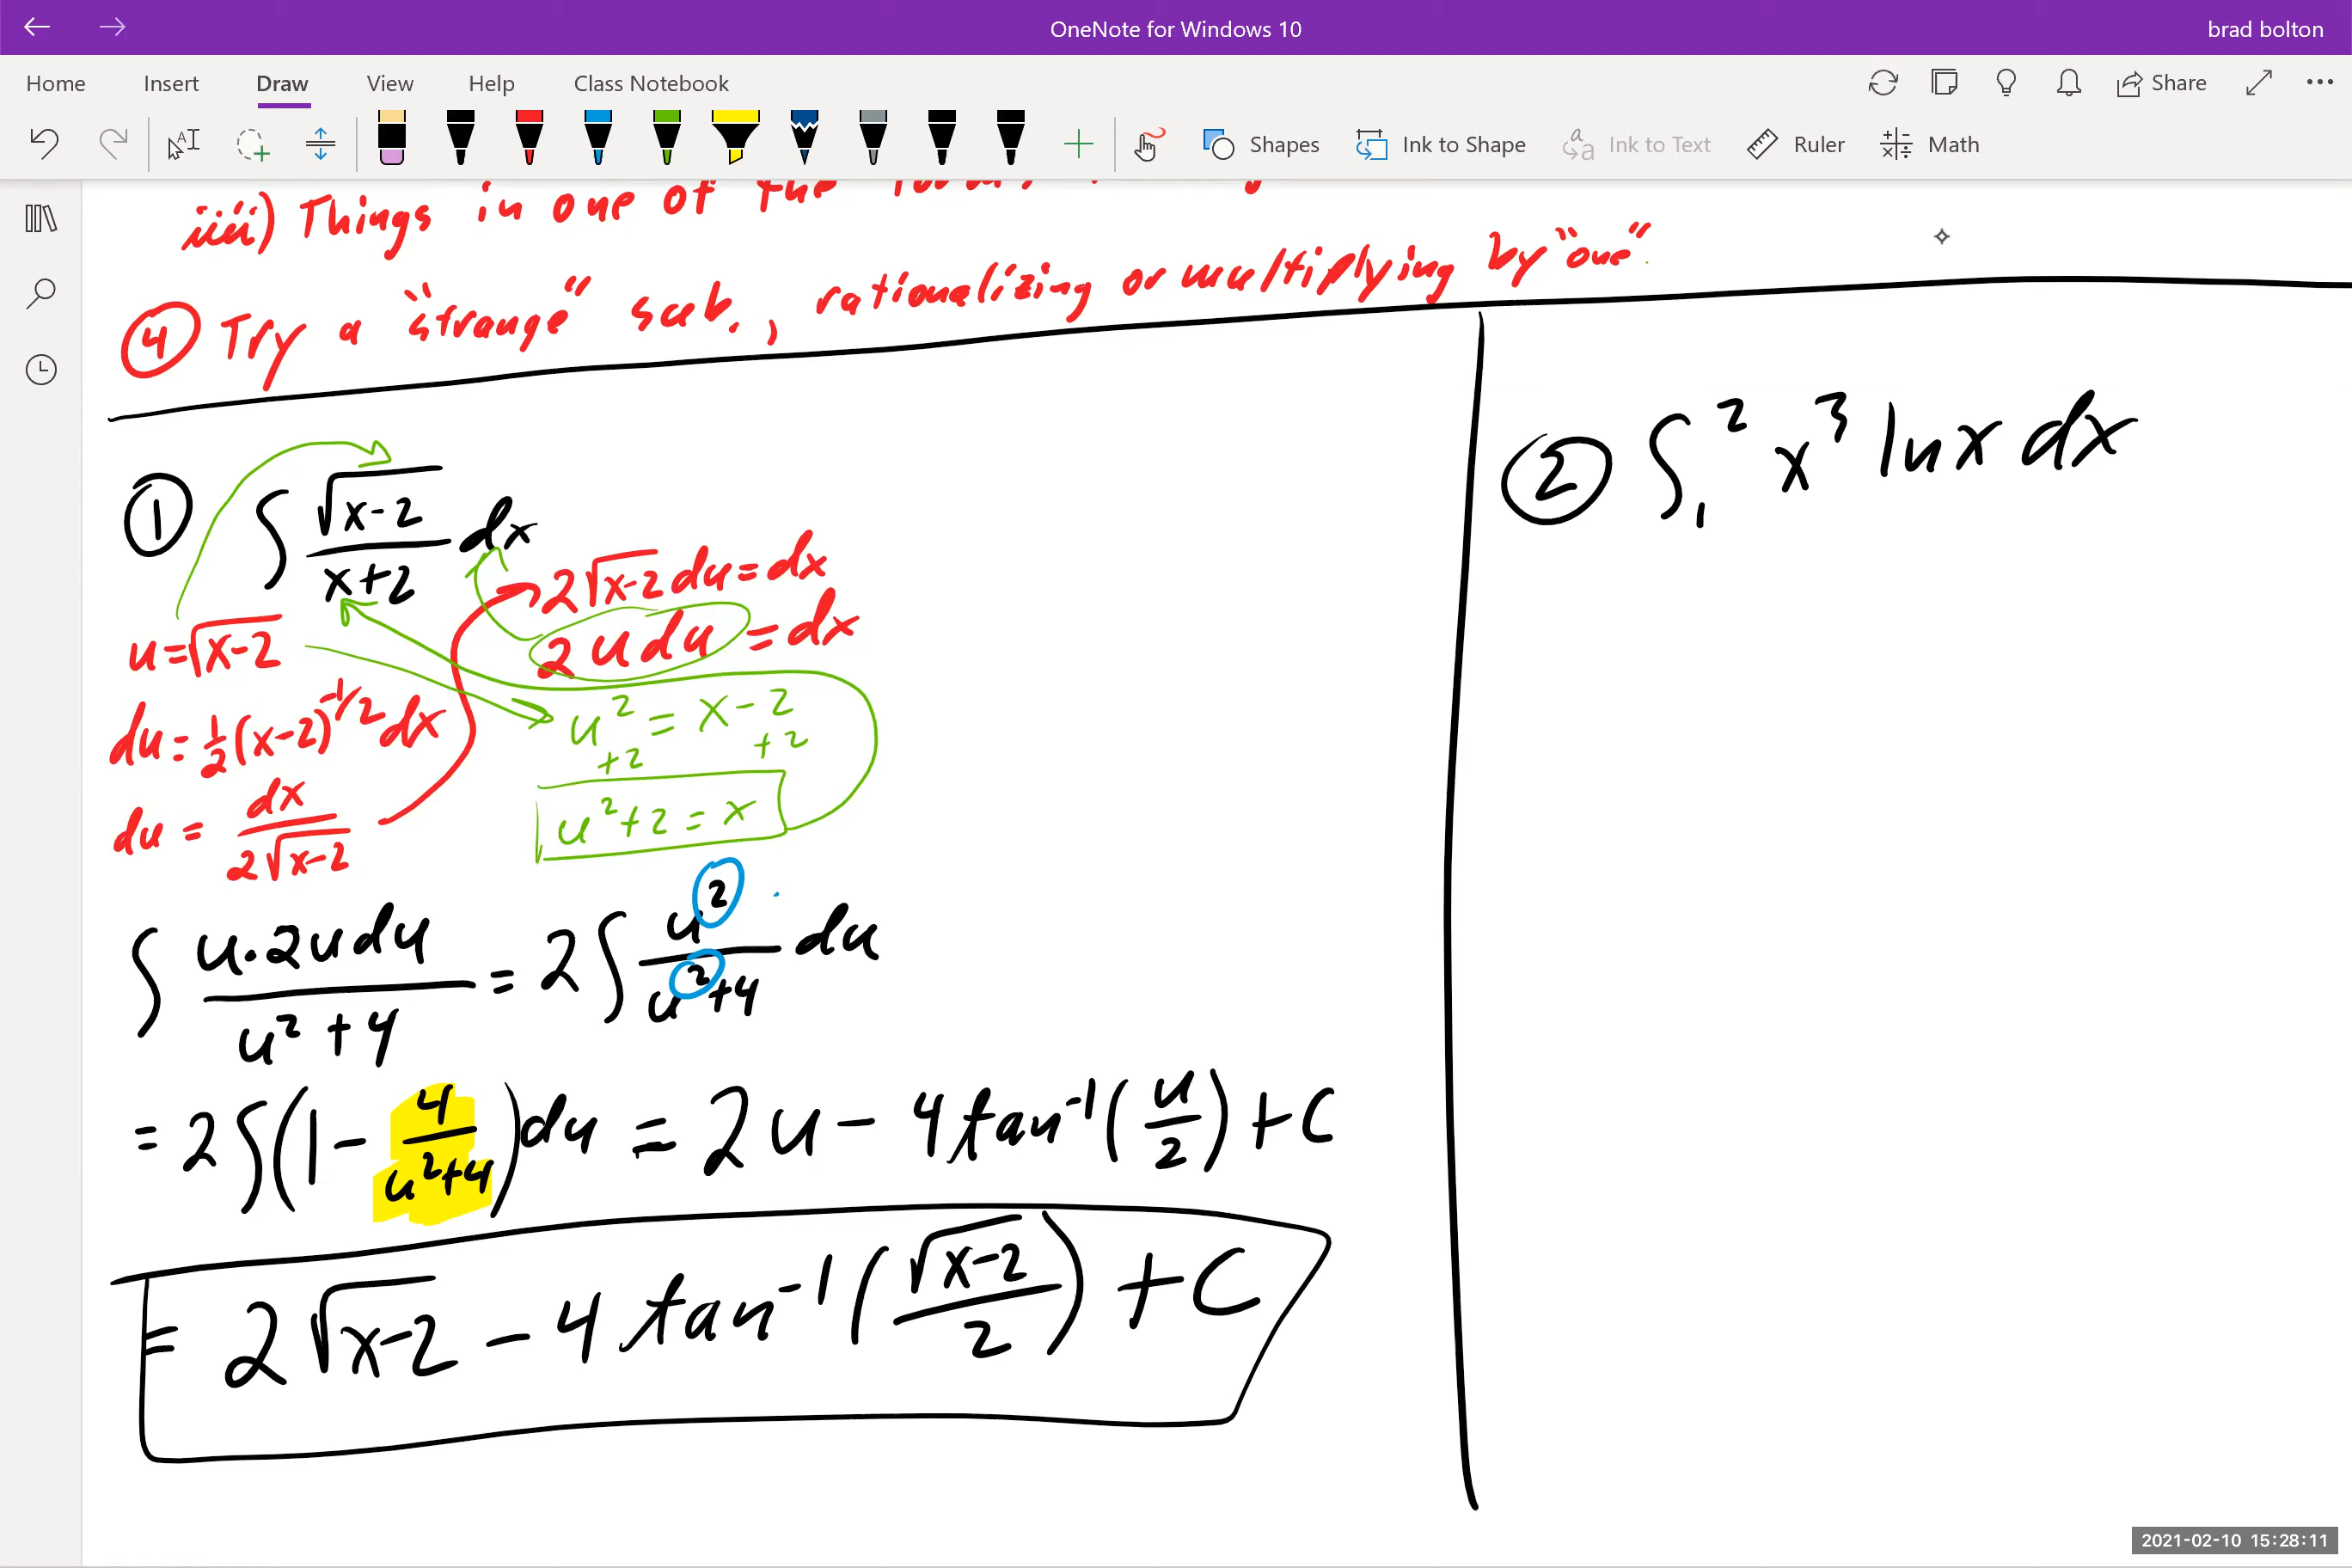 OneNote for Windows 10
brad bolton
Home Insert Draw View Help Class Notebook
Share
Shapes Ink to Shape Ink to Text Ruler Math
iiii) Things in one of the
④ Try a "strange" sub., rationalizing or multiplying by "one".
① ∫ √(x-2)/(x+2) dx
2√(x-2) du = dx
u = √(x-2)
2u du = dx
du = 1/2 (x-2)^(-1/2) dx
u² = x - 2
+2 +2
du = dx/(2√(x-2))
u² + 2 = x
∫ u·2u du/(u² + 4) = 2∫ u²/(u²+4) du
= 2∫(1 - 4/(u²+4)) du = 2u - 4 tan⁻¹(u/2) + C
= 2√(x-2) - 4 tan⁻¹(√(x-2)/2) + C
② ∫₁² x³ ln x dx
2021-02-10 15:28:11